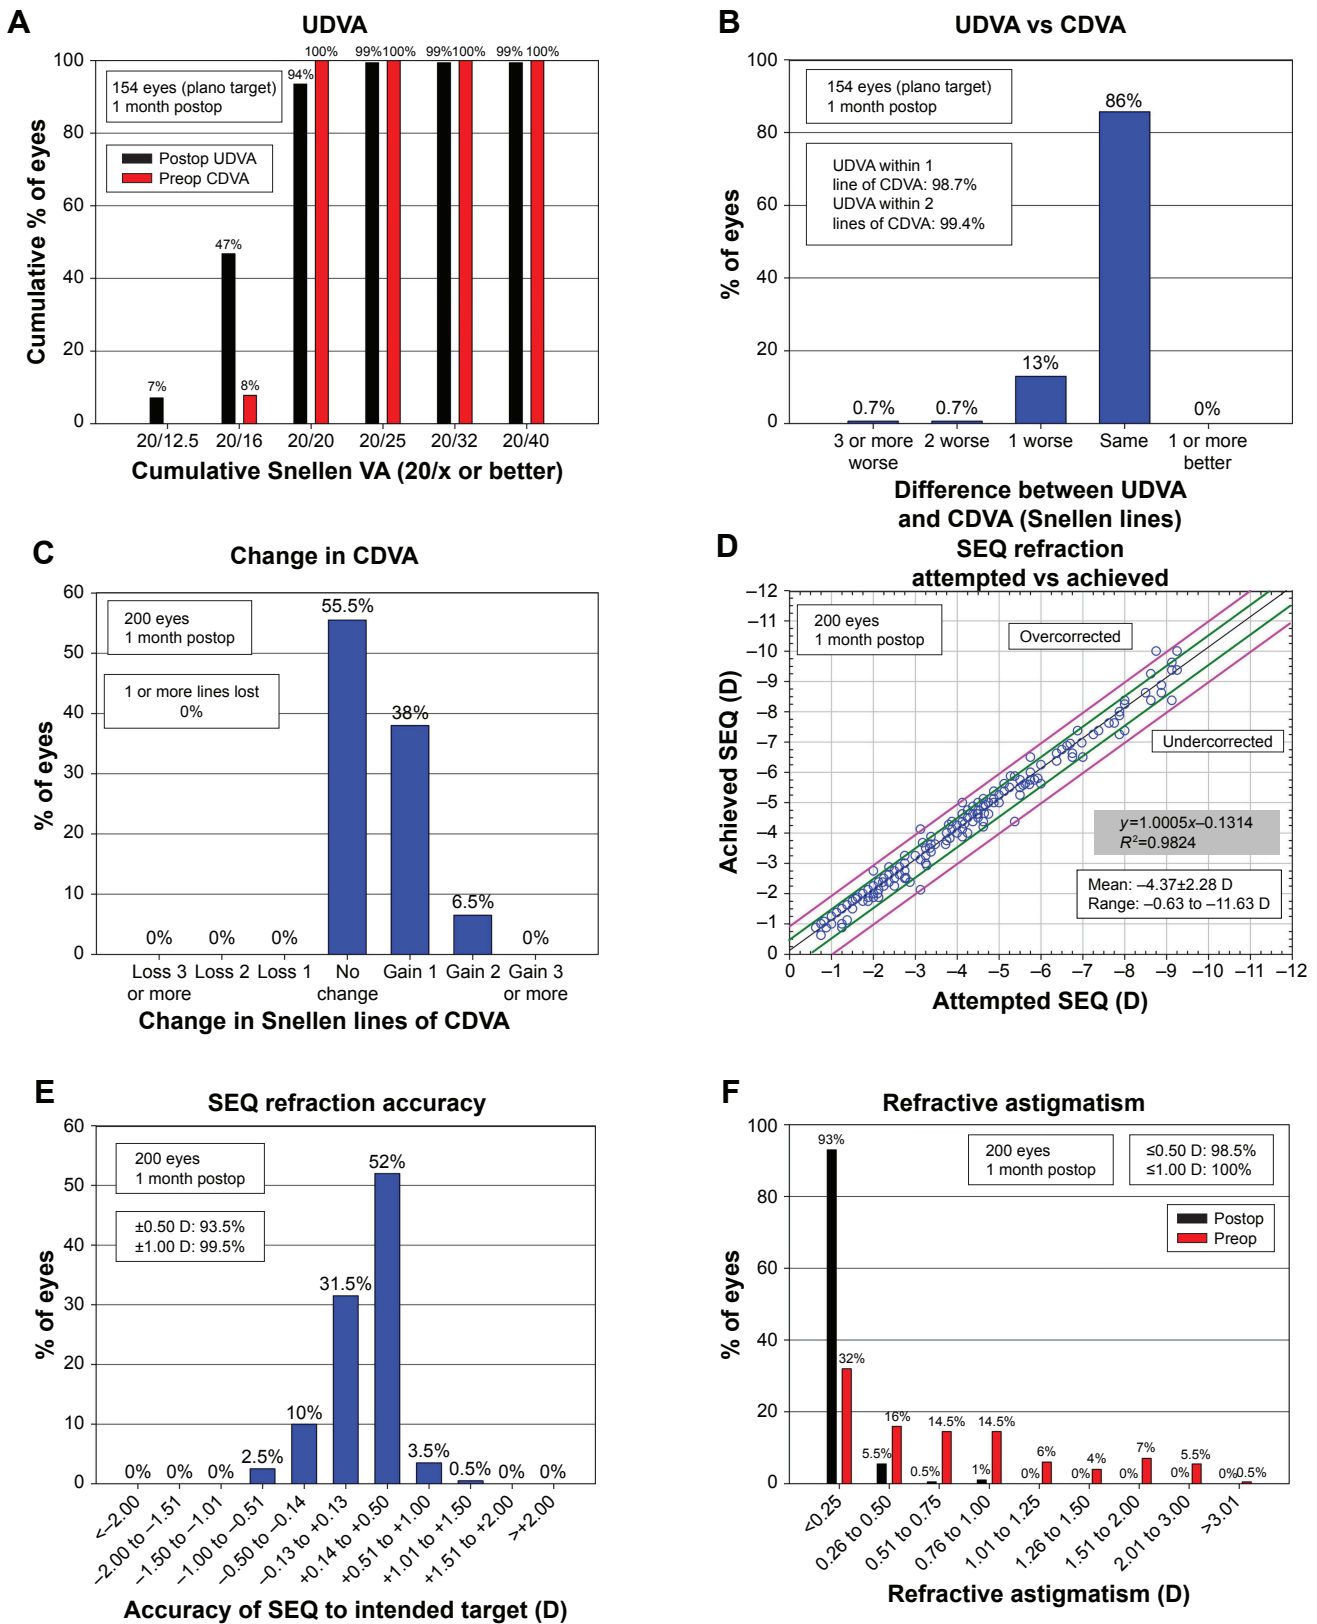 A
UDVA
100
80
60
40
20
0
Cumulative % of eyes
154 eyes (plano target)
1 month postop
Postop UDVA
Preop CDVA
7%
47%
8%
94%
100%
99%
100%
99%
100%
99%
100%
20/12.5
20/16
20/20
20/25
20/32
20/40
Cumulative Snellen VA (20/x or better)
B
UDVA vs CDVA
100
80
60
40
20
0
% of eyes
154 eyes (plano target)
1 month postop
UDVA within 1
line of CDVA: 98.7%
UDVA within 2
lines of CDVA: 99.4%
0.7%
0.7%
13%
86%
0%
3 or more
worse
2 worse
1 worse
Same
1 or more
better
Difference between UDVA
and CDVA (Snellen lines)
C
Change in CDVA
60
50
40
30
20
10
0
% of eyes
200 eyes
1 month postop
1 or more lines lost
0%
0%
0%
0%
55.5%
38%
6.5%
0%
Loss 3
or more
Loss 2
Loss 1
No
change
Gain 1
Gain 2
Gain 3
or more
Change in Snellen lines of CDVA
D
SEQ refraction
attempted vs achieved
–12
–11
–10
–9
–8
–7
–6
–5
–4
–3
–2
–1
0
Achieved SEQ (D)
200 eyes
1 month postop
Overcorrected
Undercorrected
y=1.0005x–0.1314
R²=0.9824
Mean: –4.37±2.28 D
Range: –0.63 to –11.63 D
0
–1
–2
–3
–4
–5
–6
–7
–8
–9
–10
–11
–12
Attempted SEQ (D)
E
SEQ refraction accuracy
60
50
40
30
20
10
0
% of eyes
200 eyes
1 month postop
±0.50 D: 93.5%
±1.00 D: 99.5%
0%
0%
0%
2.5%
10%
31.5%
52%
3.5%
0.5%
0%
0%
<–2.00
–2.00 to –1.51
–1.50 to –1.01
–1.00 to –0.51
–0.50 to –0.14
–0.13 to +0.13
+0.14 to +0.50
+0.51 to +1.00
+1.01 to +1.50
+1.51 to +2.00
>+2.00
Accuracy of SEQ to intended target (D)
F
Refractive astigmatism
100
80
60
40
20
0
% of eyes
200 eyes
1 month postop
≤0.50 D: 98.5%
≤1.00 D: 100%
Postop
Preop
93%
32%
5.5%
16%
0.5%
14.5%
1%
14.5%
0%
6%
0%
4%
0%
7%
0%
5.5%
0%
0.5%
<0.25
0.26 to 0.50
0.51 to 0.75
0.76 to 1.00
1.01 to 1.25
1.26 to 1.50
1.51 to 2.00
2.01 to 3.00
>3.01
Refractive astigmatism (D)